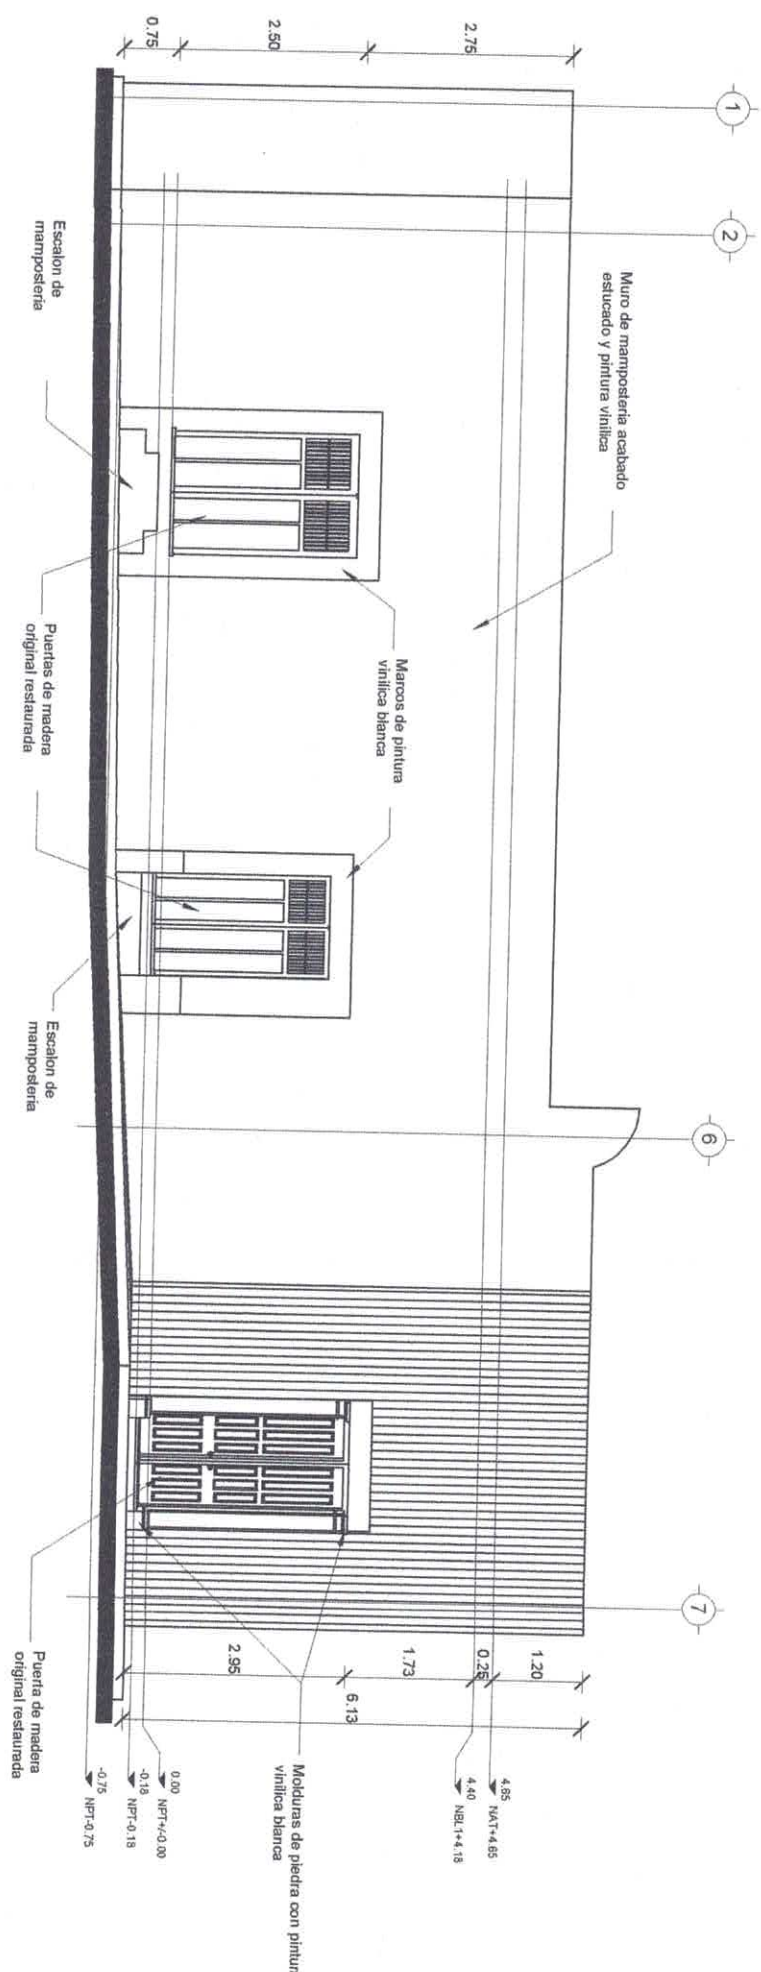 1
2
6
7
2.75
2.50
0.75
Muro de mamposteria acabado
estucado y pintura vinilica
Marcos de pintura
vinilica blanca
Escalon de
mamposteria
Puertas de madera
original restaurada
Escalon de
mamposteria
Puerta de madera
original restaurada
Molduras de piedra con pintur
vinilica blanca
1.20
0.25
1.73
2.95
6.13
4.65
NAT+4.65
4.40
NBL1+4.18
0.00
NPT+/-0.00
-0.18
NPT-0.18
-0.75
NPT-0.75